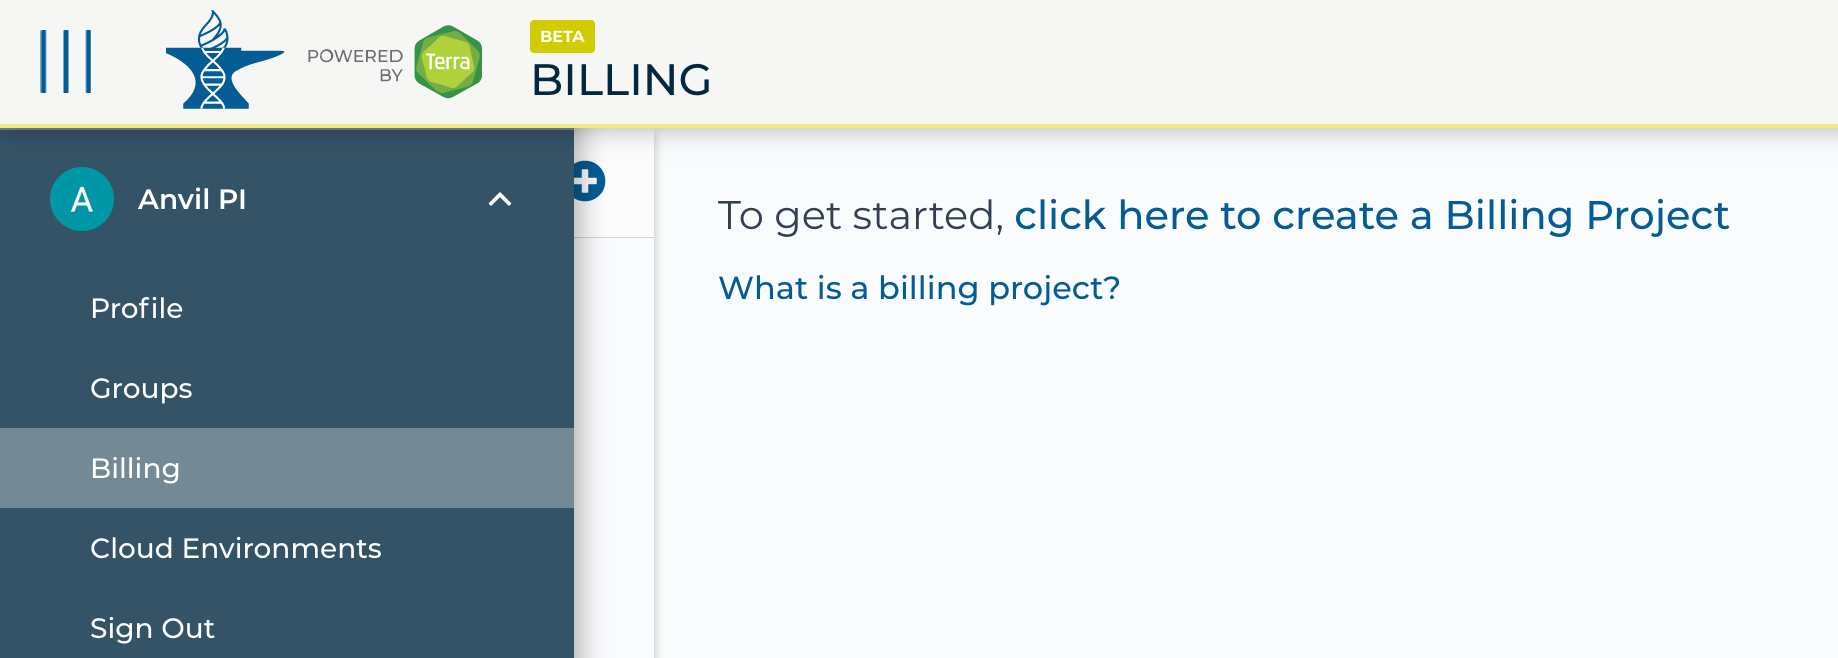 POWERED
BY
Terra
BETA
BILLING
A
Anvil PI
Profile
Groups
Billing
Cloud Environments
Sign Out
To get started, click here to create a Billing Project
What is a billing project?